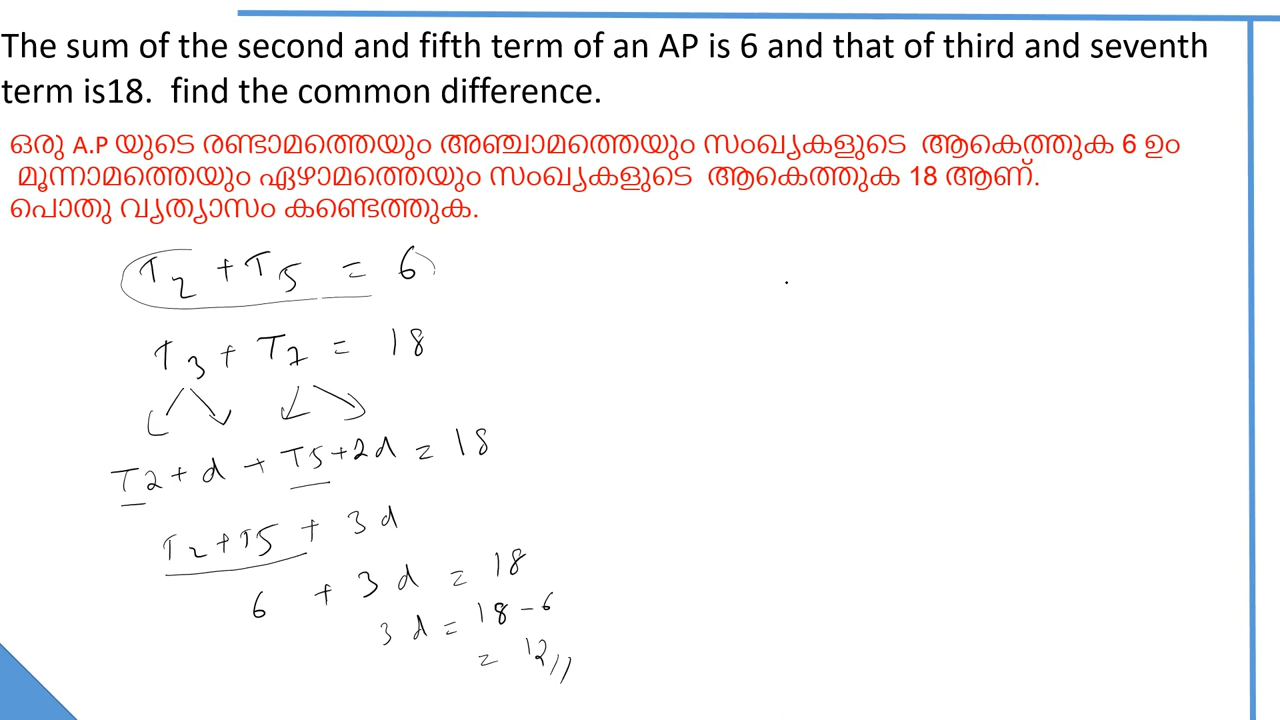 The sum of the second and fifth term of an AP is 6 and that of third and seventh
term is18.  find the common difference.
ഒരു A.P യുടെ രണ്ടാമത്തെയും അഞ്ചാമത്തെയും സംഖ്യകളുടെ  ആകെത്തുക 6 ഉം
മൂന്നാമത്തെയും ഏഴാമത്തെയും സംഖ്യകളുടെ  ആകെത്തുക 18 ആണ്.
പൊതു വ്യത്യാസം കണ്ടെത്തുക.
T2 + T5 = 6
T3 + T7 = 18
T2 + d + T5 + 2d = 18
T2 + T5 + 3d
6 + 3d = 18
3d = 18 - 6
= 12//